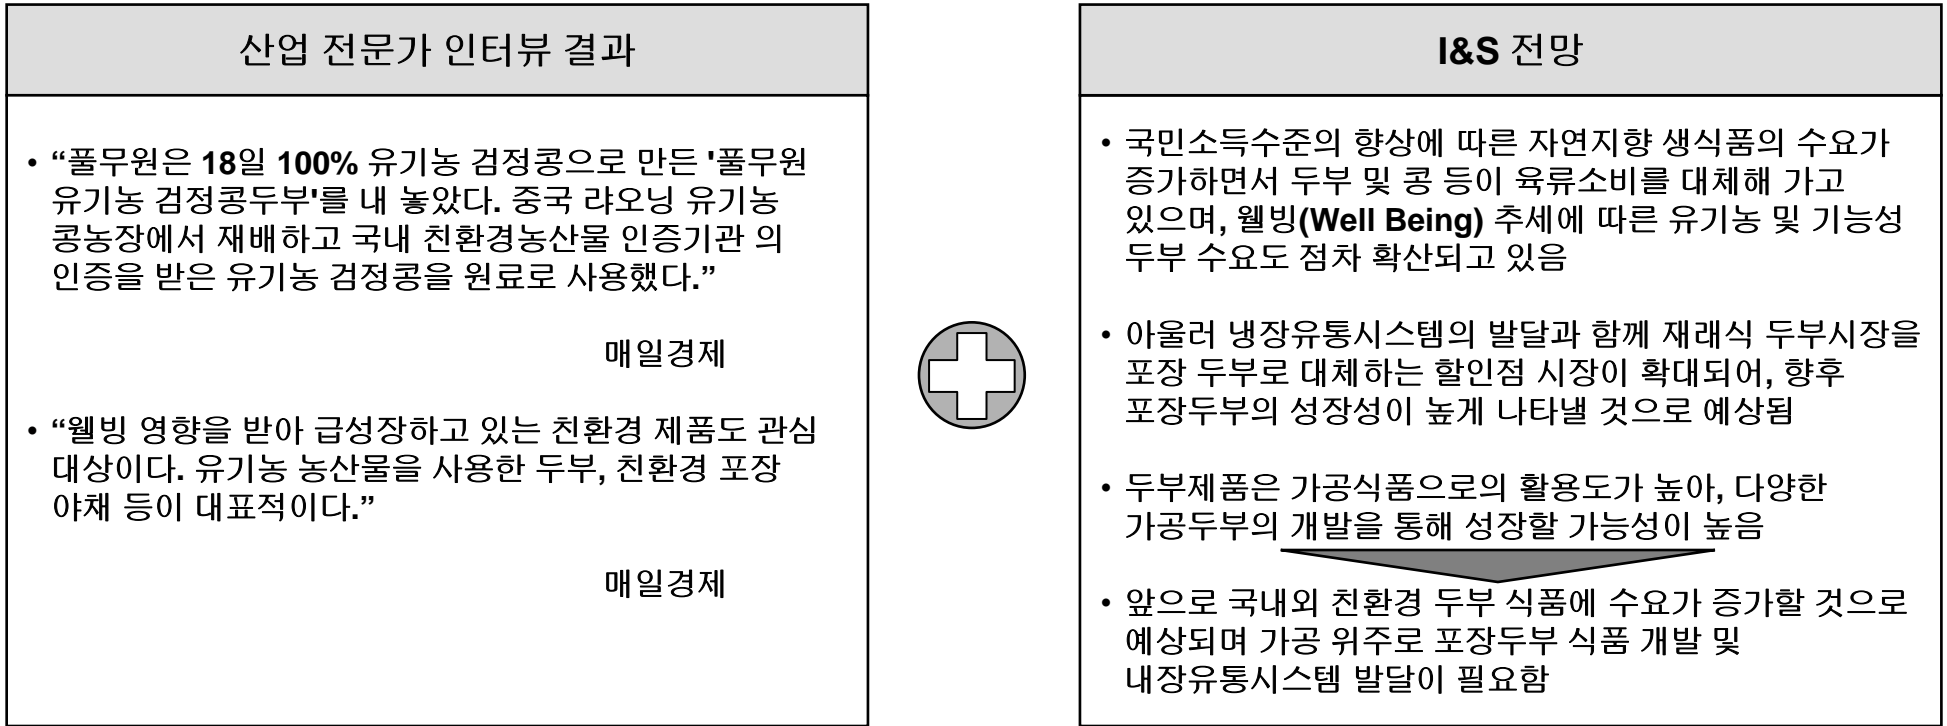 산업 전문가 인터뷰 결과
• “풀무원은 18일 100% 유기농 검정콩으로 만든 '풀무원
유기농 검정콩두부'를 내 놓았다. 중국 랴오닝 유기농
콩농장에서 재배하고 국내 친환경농산물 인증기관 의
인증을 받은 유기농 검정콩을 원료로 사용했다.”
매일경제
• “웰빙 영향을 받아 급성장하고 있는 친환경 제품도 관심
대상이다. 유기농 농산물을 사용한 두부, 친환경 포장
야채 등이 대표적이다.”
매일경제
I&S 전망
• 국민소득수준의 향상에 따른 자연지향 생식품의 수요가
증가하면서 두부 및 콩 등이 육류소비를 대체해 가고
있으며, 웰빙(Well Being) 추세에 따른 유기농 및 기능성
두부 수요도 점차 확산되고 있음
• 아울러 냉장유통시스템의 발달과 함께 재래식 두부시장을
포장 두부로 대체하는 할인점 시장이 확대되어, 향후
포장두부의 성장성이 높게 나타낼 것으로 예상됨
• 두부제품은 가공식품으로의 활용도가 높아, 다양한
가공두부의 개발을 통해 성장할 가능성이 높음
• 앞으로 국내외 친환경 두부 식품에 수요가 증가할 것으로
예상되며 가공 위주로 포장두부 식품 개발 및
내장유통시스템 발달이 필요함